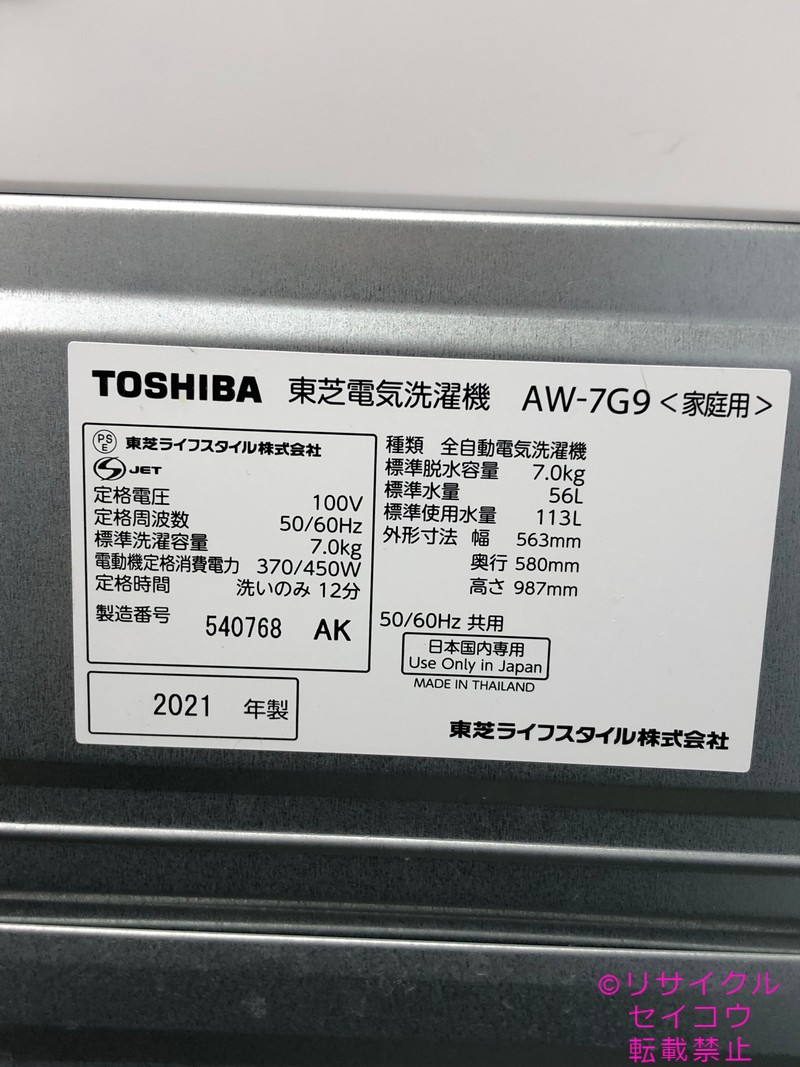 TOSHIBA 東芝電気洗濯機 AW-7G9<家庭用>
PS E 東芝ライフスタイル株式会社
S JET
定格電圧 100V
定格周波数 50/60Hz
標準洗濯容量 7.0kg
電動機定格消費電力 370/450W
定格時間 洗いのみ 12分
製造番号 540768 AK
2021 年製
種類 全自動電気洗濯機
標準脱水容量 7.0kg
標準水量 56L
標準使用水量 113L
外形寸法 幅 563mm
奥行 580mm
高さ 987mm
50/60Hz 共用
日本国内専用
Use Only in Japan
MADE IN THAILAND
東芝ライフスタイル株式会社
©リサイクル
セイコウ
転載禁止